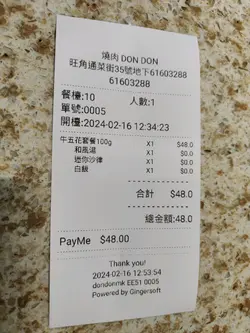 燒肉 DON DON
旺角通菜街35號地下61603288
61603288
餐檯:10 人數:1
單號:0005
開檯:2024-02-16 12:34:23
牛五花套餐100g X1 $48.0
和風湯 X1 $0.0
迷你沙律 X1 $0.0
白飯 X1 $0.0
合計 $48.0
總金額:48.0
PayMe $48.00
Thank you!
2024-02-16 12:53:54
dondonmk EE51 0005
Powered by Gingersoft